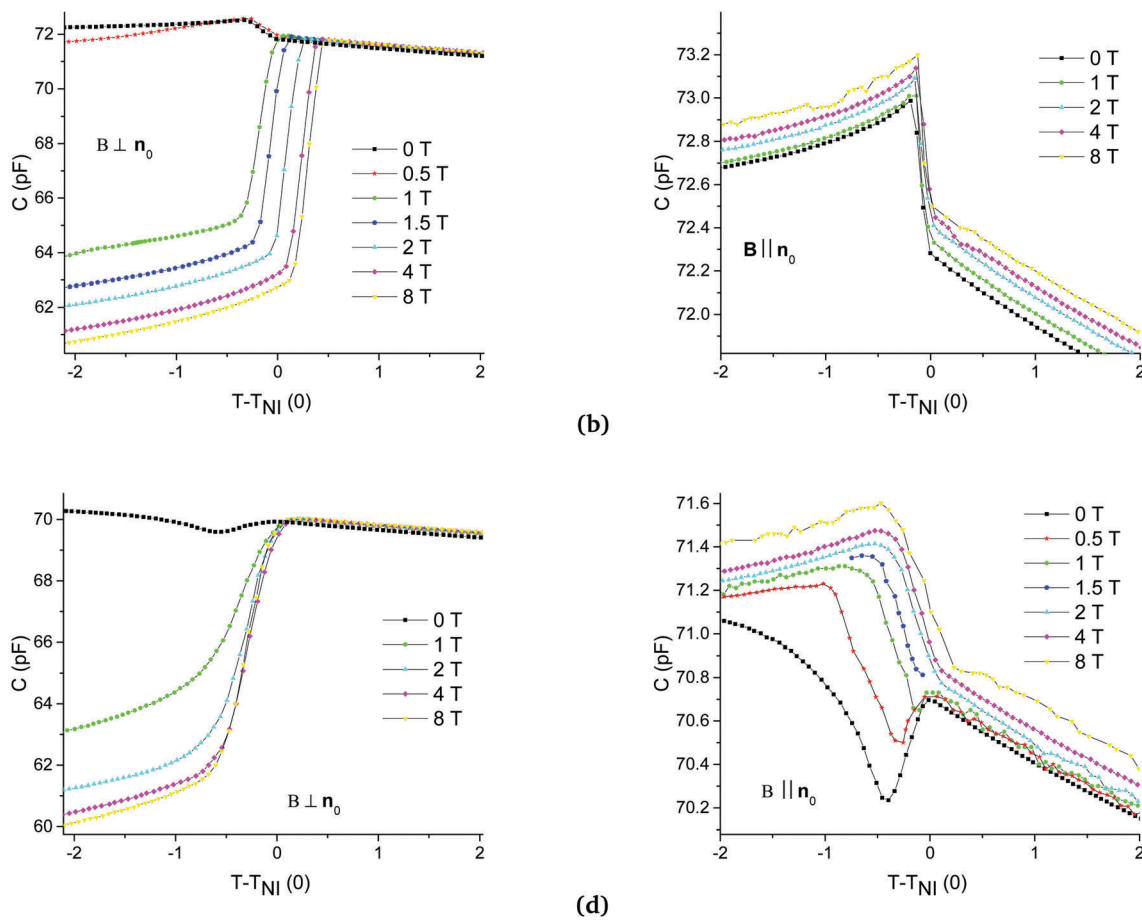 72
70
68
66
64
62
C (pF)
B ⊥ n0
0 T
0.5 T
1 T
1.5 T
2 T
4 T
8 T
-2
-1
0
1
2
T-TNI (0)
73.2
73.0
72.8
72.6
72.4
72.2
72.0
C (pF)
B || n0
0 T
1 T
2 T
4 T
8 T
-2
-1
0
1
2
T-TNI (0)
(b)
70
68
66
64
62
60
C (pF)
0 T
1 T
2 T
4 T
8 T
B ⊥ n0
-2
-1
0
1
2
T-TNI (0)
71.6
71.4
71.2
71.0
70.8
70.6
70.4
70.2
C (pF)
0 T
0.5 T
1 T
1.5 T
2 T
4 T
8 T
B || n0
-2
-1
0
1
2
T-TNI (0)
(d)